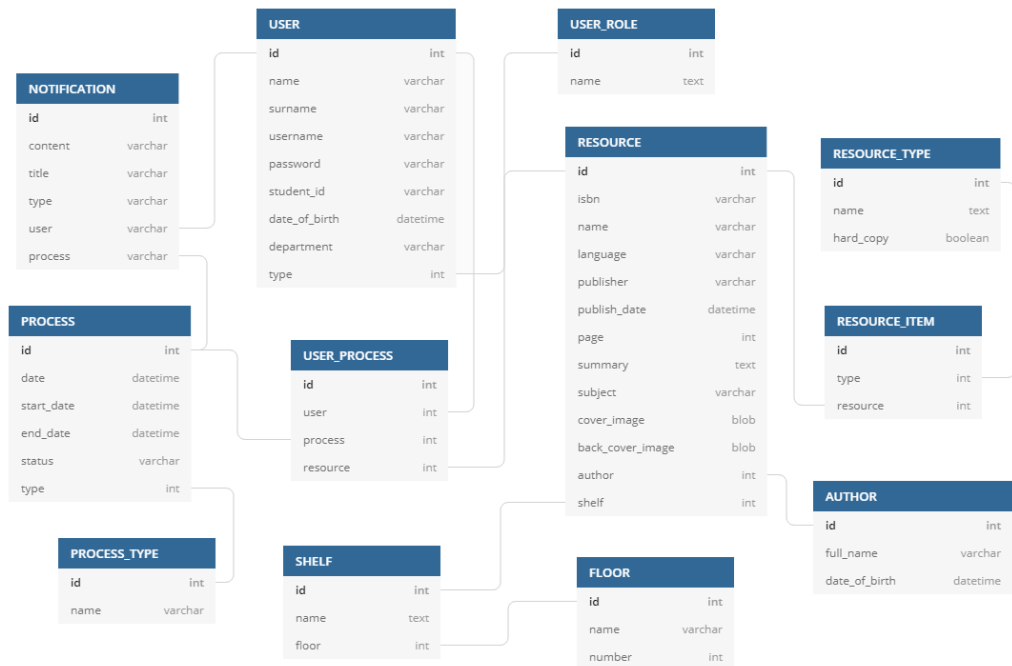 USER
id int
name varchar
surname varchar
username varchar
password varchar
student_id varchar
date_of_birth datetime
department varchar
type int
USER_ROLE
id int
name text
NOTIFICATION
id int
content varchar
title varchar
type varchar
user varchar
process varchar
RESOURCE
id int
isbn varchar
name varchar
language varchar
publisher varchar
publish_date datetime
page int
summary text
subject varchar
cover_image blob
back_cover_image blob
author int
shelf int
RESOURCE_TYPE
id int
name text
hard_copy boolean
PROCESS
id int
date datetime
start_date datetime
end_date datetime
status varchar
type int
USER_PROCESS
id int
user int
process int
resource int
RESOURCE_ITEM
id int
type int
resource int
AUTHOR
id int
full_name varchar
date_of_birth datetime
PROCESS_TYPE
id int
name varchar
SHELF
id int
name text
floor int
FLOOR
id int
name varchar
number int